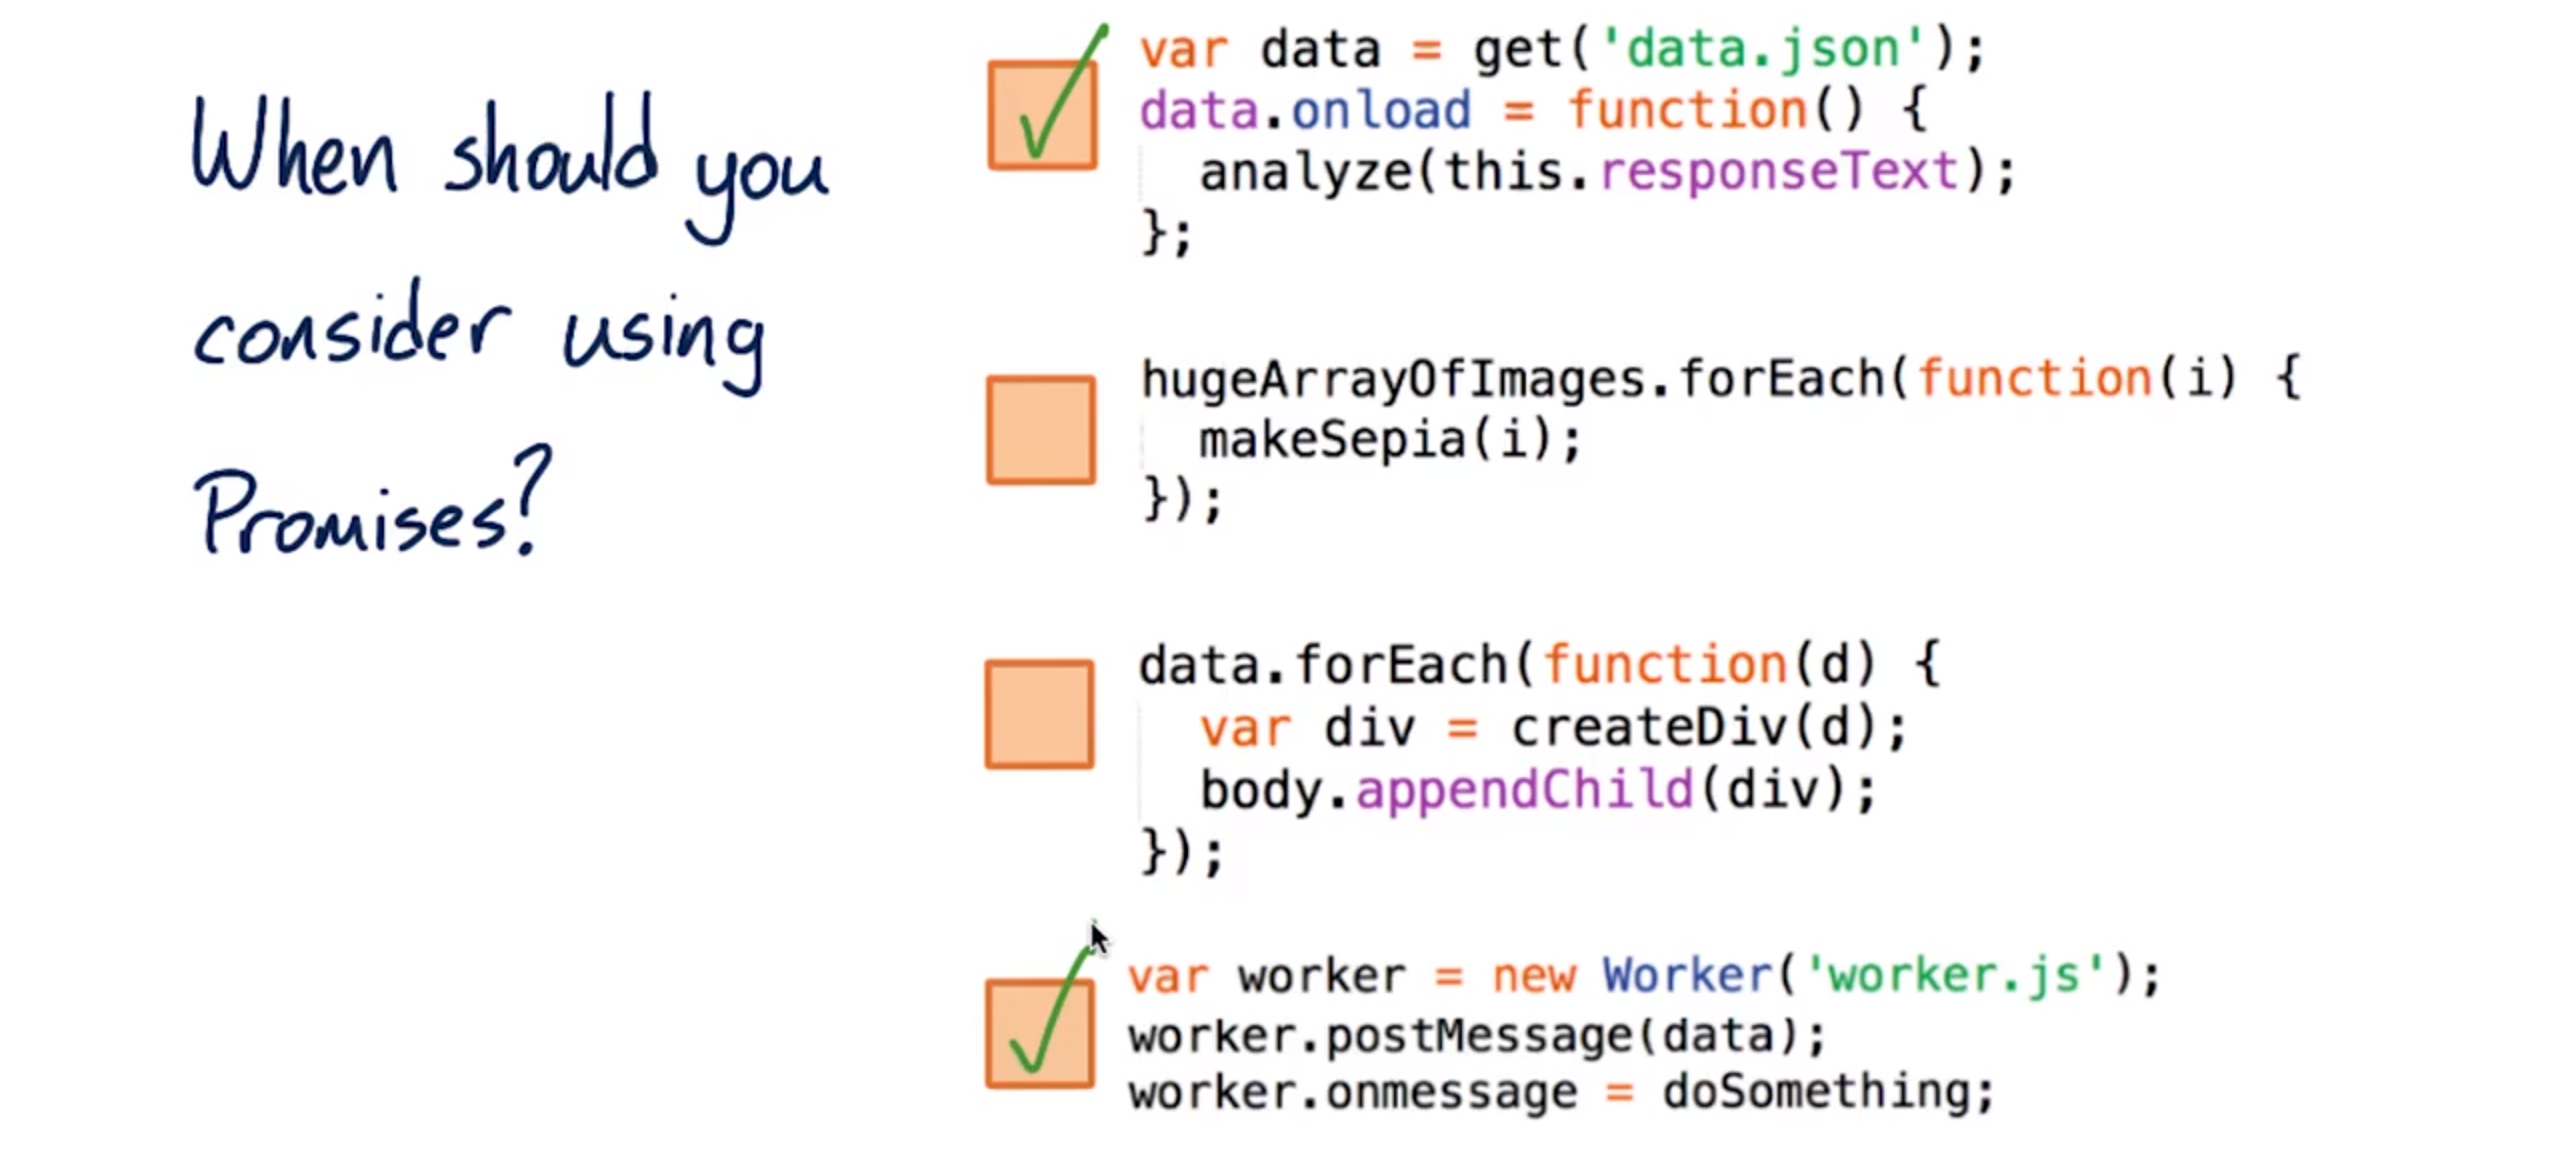 When should you
consider using
Promises?
var data = get('data.json');
data.onload = function() {
  analyze(this.responseText);
};
hugeArrayOfImages.forEach(function(i) {
  makeSepia(i);
});
data.forEach(function(d) {
  var div = createDiv(d);
  body.appendChild(div);
});
var worker = new Worker('worker.js');
worker.postMessage(data);
worker.onmessage = doSomething;